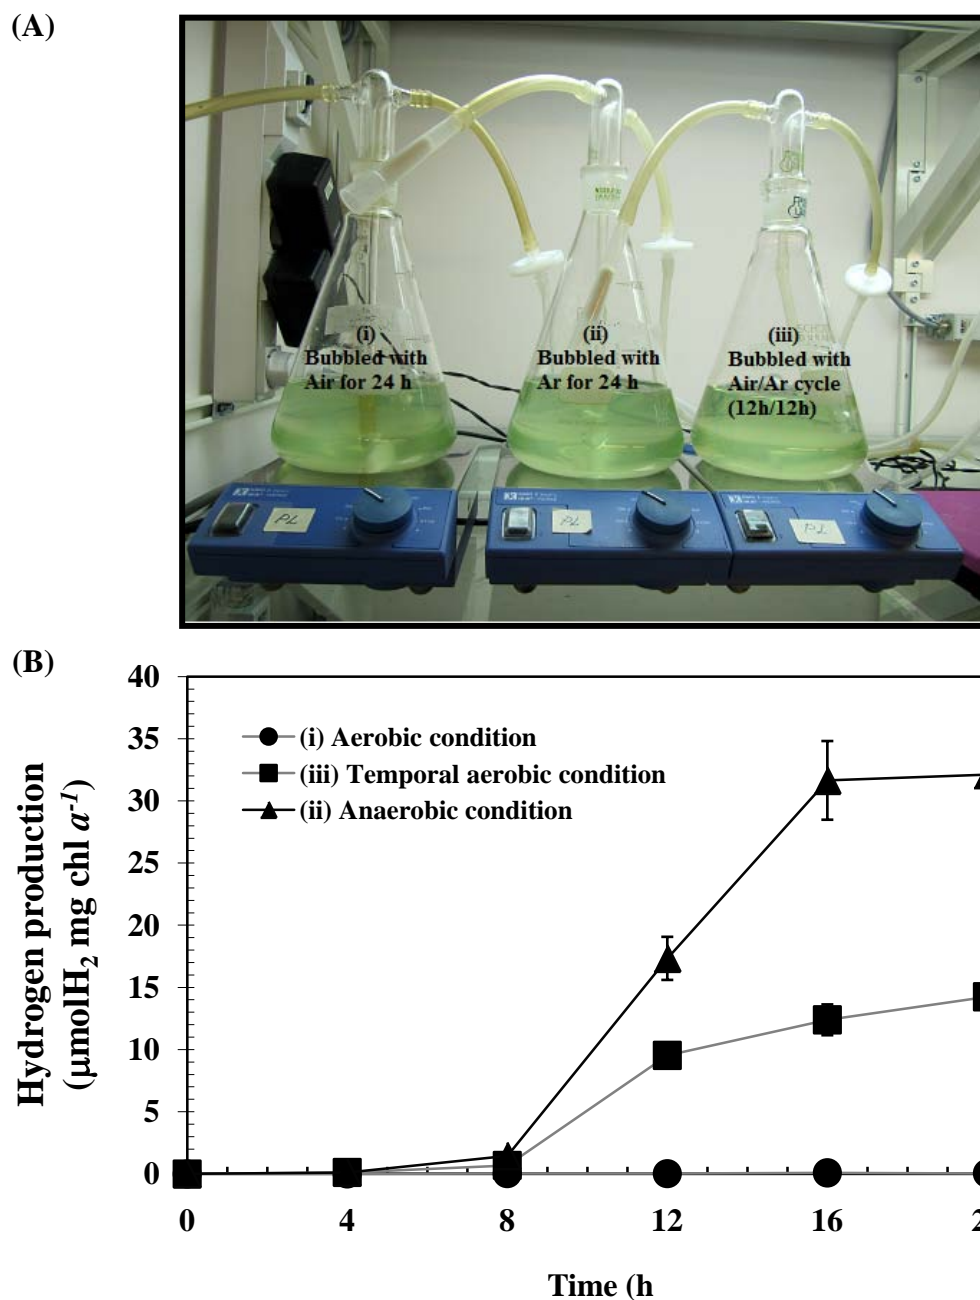 (A)
(i)
Bubbled with
Air for 24 h
(ii)
Bubbled with
Ar for 24 h
(iii)
Bubbled with
Air/Ar cycle
(12h/12h)
PL
PL
PL
(B)
Hydrogen production
(μmolH₂ mg chl a⁻¹)
40
35
30
25
20
15
10
5
0
(i) Aerobic condition
(iii) Temporal aerobic condition
(ii) Anaerobic condition
0 4 8 12 16 2
Time (h